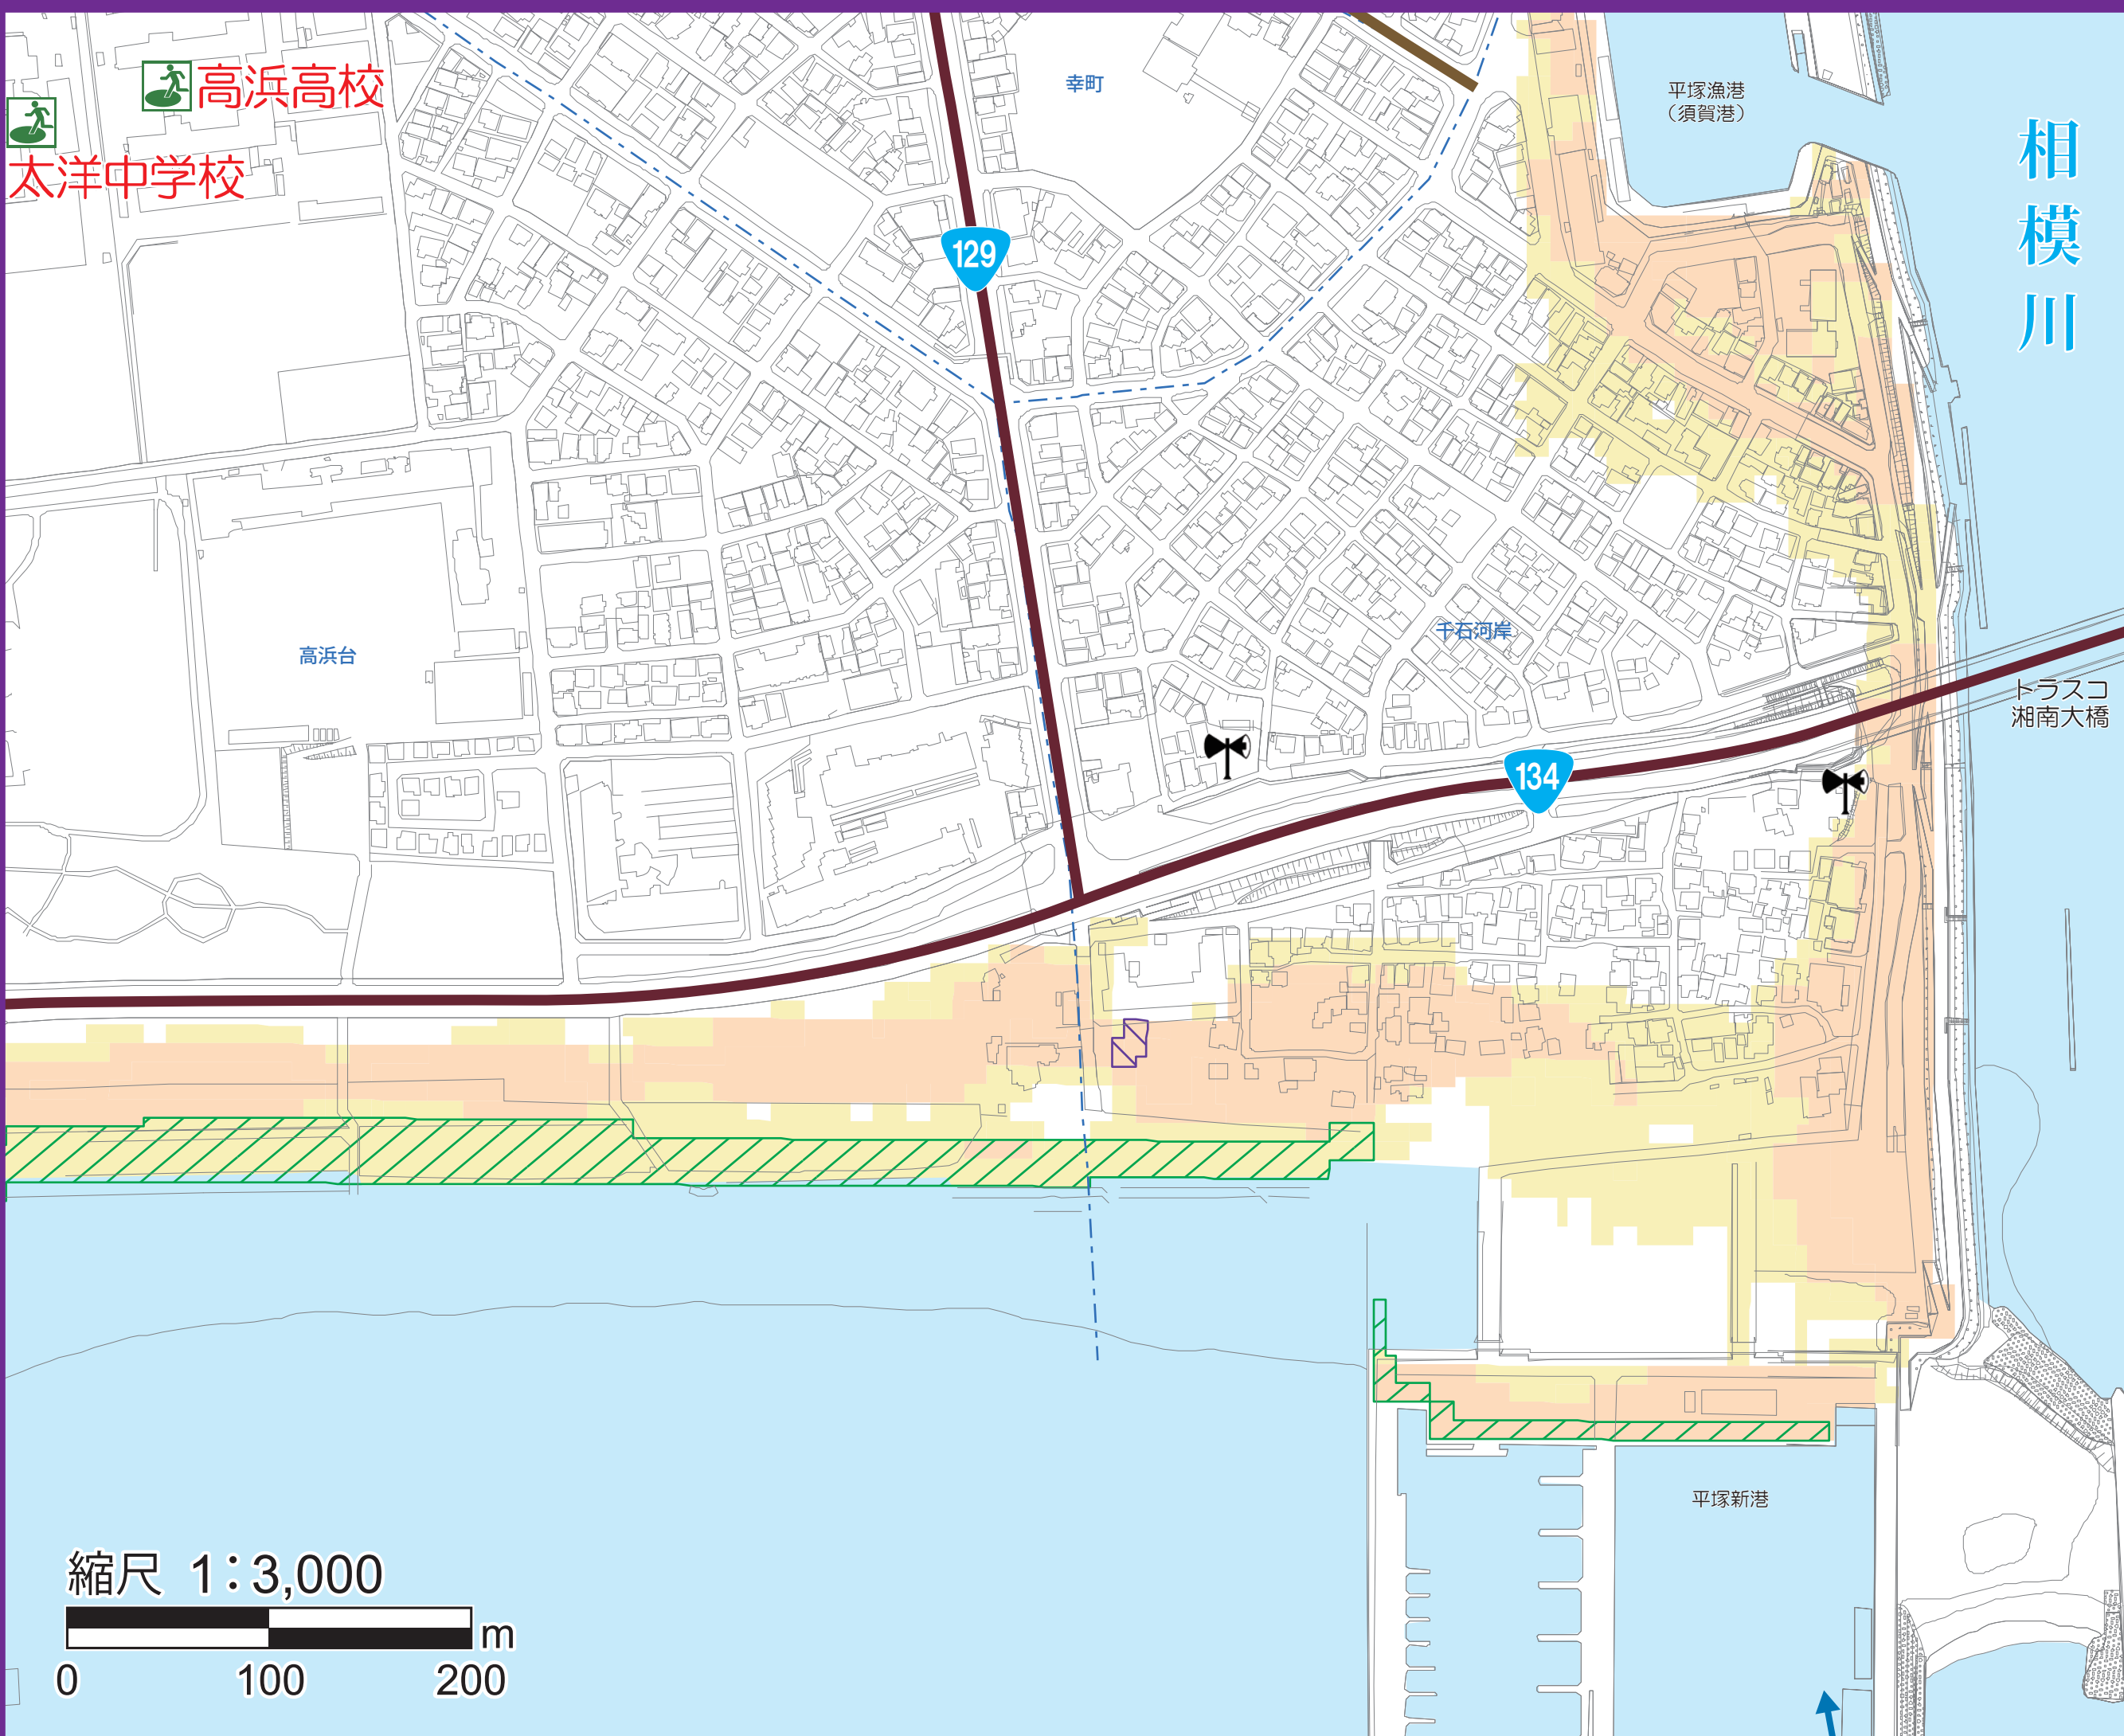 高浜高校
太洋中学校
幸町
平塚漁港
（須賀港）
相模川
129
高浜台
千石河岸
トラスコ
湘南大橋
134
平塚新港
縮尺 1：3,000
m
0 100 200